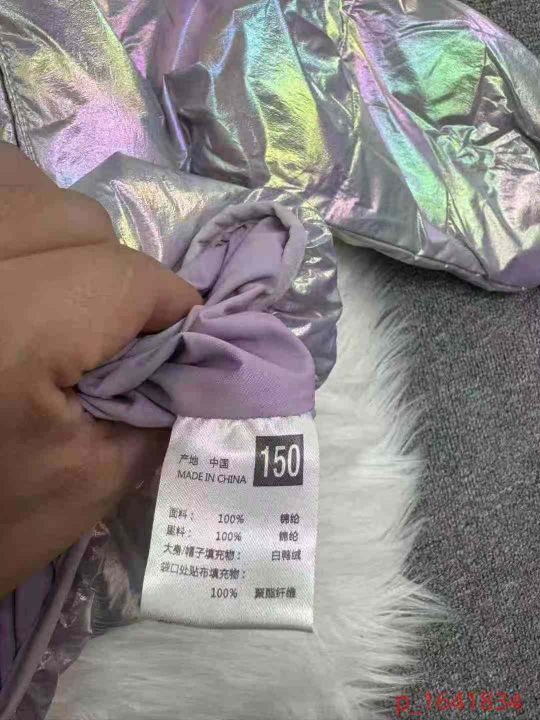 产地 中国
150
MADE IN CHINA
面料： 100% 锦纶
里料： 100% 锦纶
大身/帽子填充物： 白鸭绒
袋口处贴布填充物：
100% 聚酯纤维
p_1641834